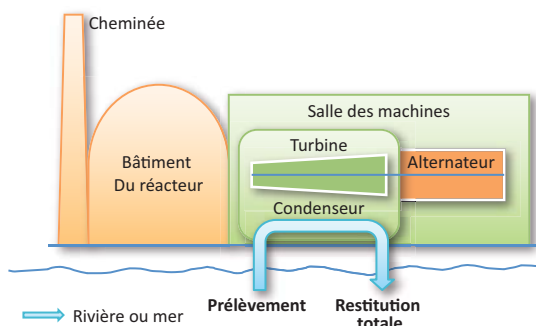 Cheminée
Salle des machines
Turbine
Alternateur
Bâtiment
Du réacteur
Condenseur
Prélèvement
Restitution
totale
Rivière ou mer